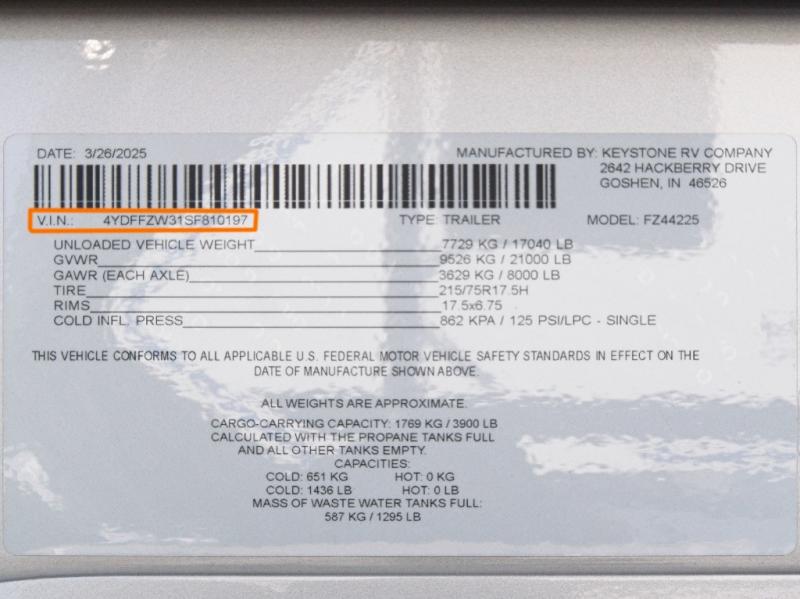 DATE: 3/26/2025 MANUFACTURED BY: KEYSTONE RV COMPANY
2642 HACKBERRY DRIVE
GOSHEN, IN 46526
V.I.N.: 4YDFFZW31SF810197 TYPE: TRAILER MODEL: FZ44225
UNLOADED VEHICLE WEIGHT 7729 KG / 17040 LB
GVWR 9526 KG / 21000 LB
GAWR (EACH AXLE) 3629 KG / 8000 LB
TIRE 215/75R17.5H
RIMS 17.5x6.75
COLD INFL. PRESS 862 KPA / 125 PSI/LPC - SINGLE
THIS VEHICLE CONFORMS TO ALL APPLICABLE U.S. FEDERAL MOTOR VEHICLE SAFETY STANDARDS IN EFFECT ON THE
DATE OF MANUFACTURE SHOWN ABOVE.
ALL WEIGHTS ARE APPROXIMATE.
CARGO-CARRYING CAPACITY: 1769 KG / 3900 LB
CALCULATED WITH THE PROPANE TANKS FULL
AND ALL OTHER TANKS EMPTY.
CAPACITIES:
COLD: 651 KG HOT: 0 KG
COLD: 1436 LB HOT: 0 LB
MASS OF WASTE WATER TANKS FULL:
587 KG / 1295 LB